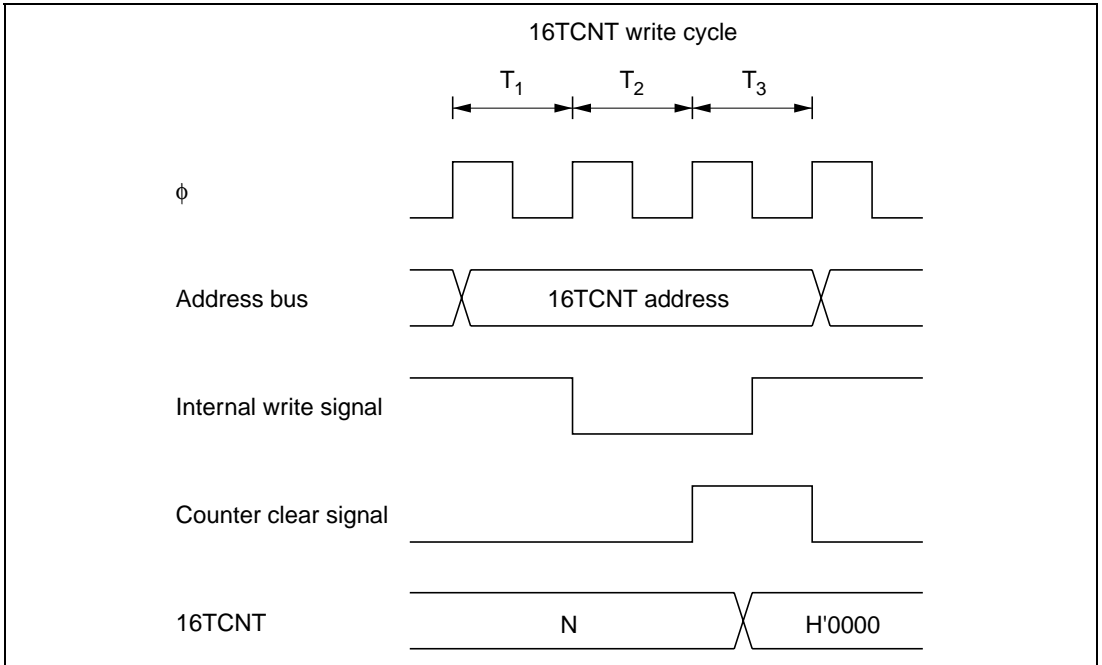 16TCNT write cycle
T1 T2 T3
φ
Address bus 16TCNT address
Internal write signal
Counter clear signal
16TCNT N H'0000